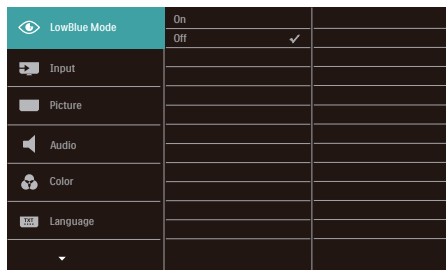 LowBlue Mode
On
Off
Input
Picture
Audio
Color
TXT
Language